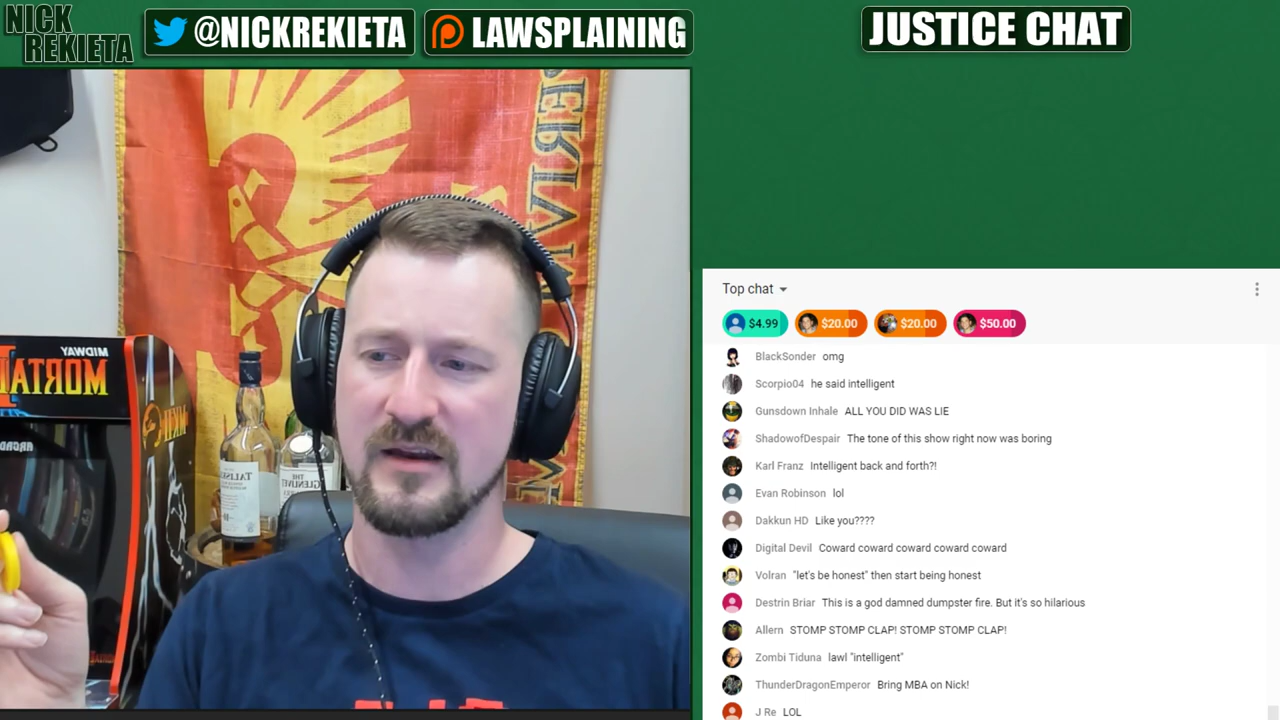 NICK
REKIETA
@NICKREKIETA
LAWSPLAINING
JUSTICE CHAT
MIDWAY
MORTA
MKII
ARCAD
TALISKER
THE
GLENLIVET
Top chat
$4.99
$20.00
$20.00
$50.00
BlackSonder omg
Scorpio04 he said intelligent
Gunsdown Inhale ALL YOU DID WAS LIE
ShadowofDespair The tone of this show right now was boring
Karl Franz Intelligent back and forth?!
Evan Robinson lol
Dakkun HD Like you????
Digital Devil Coward coward coward coward coward
Volran "let's be honest" then start being honest
Destrin Briar This is a god damned dumpster fire. But it's so hilarious
Allern STOMP STOMP CLAP! STOMP STOMP CLAP!
Zombi Tiduna lawl "intelligent"
ThunderDragonEmperor Bring MBA on Nick!
J Re LOL